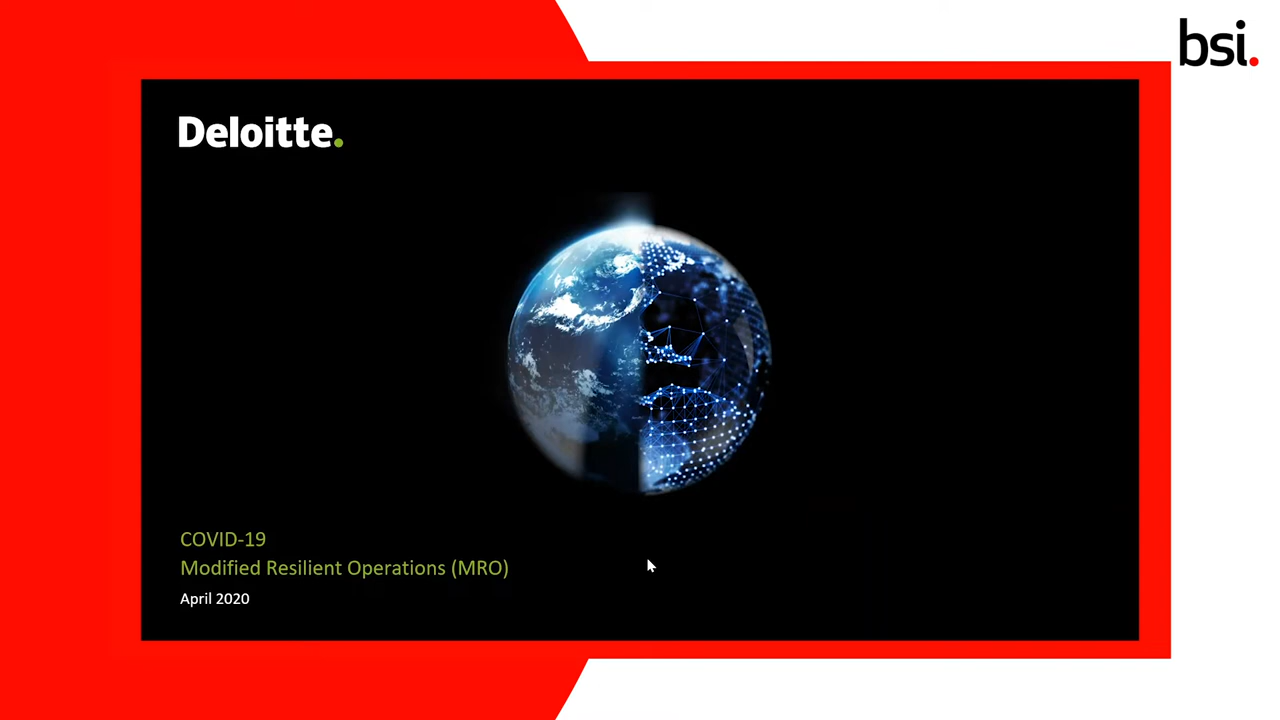 bsi.
Deloitte.
COVID-19
Modified Resilient Operations (MRO)
April 2020